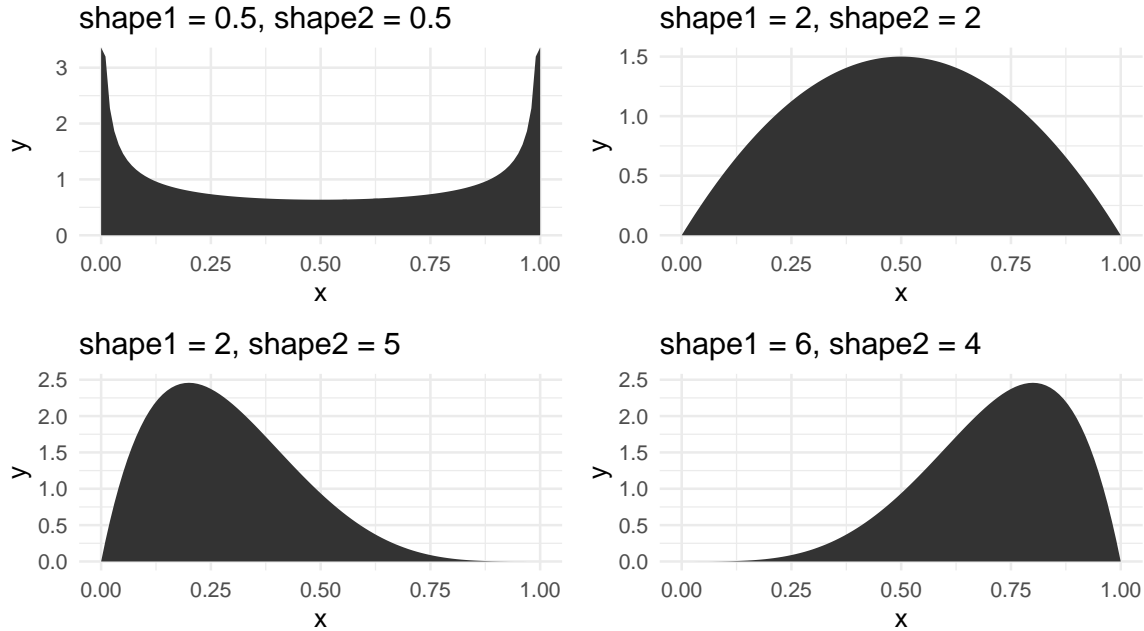 shape1 = 0.5, shape2 = 0.5
y
3
2
1
0
0.00 0.25 0.50 0.75 1.00
x
shape1 = 2, shape2 = 2
y
1.5
1.0
0.5
0.0
0.00 0.25 0.50 0.75 1.00
x
shape1 = 2, shape2 = 5
y
2.5
2.0
1.5
1.0
0.5
0.0
0.00 0.25 0.50 0.75 1.00
x
shape1 = 6, shape2 = 4
y
2.5
2.0
1.5
1.0
0.5
0.0
0.00 0.25 0.50 0.75 1.00
x